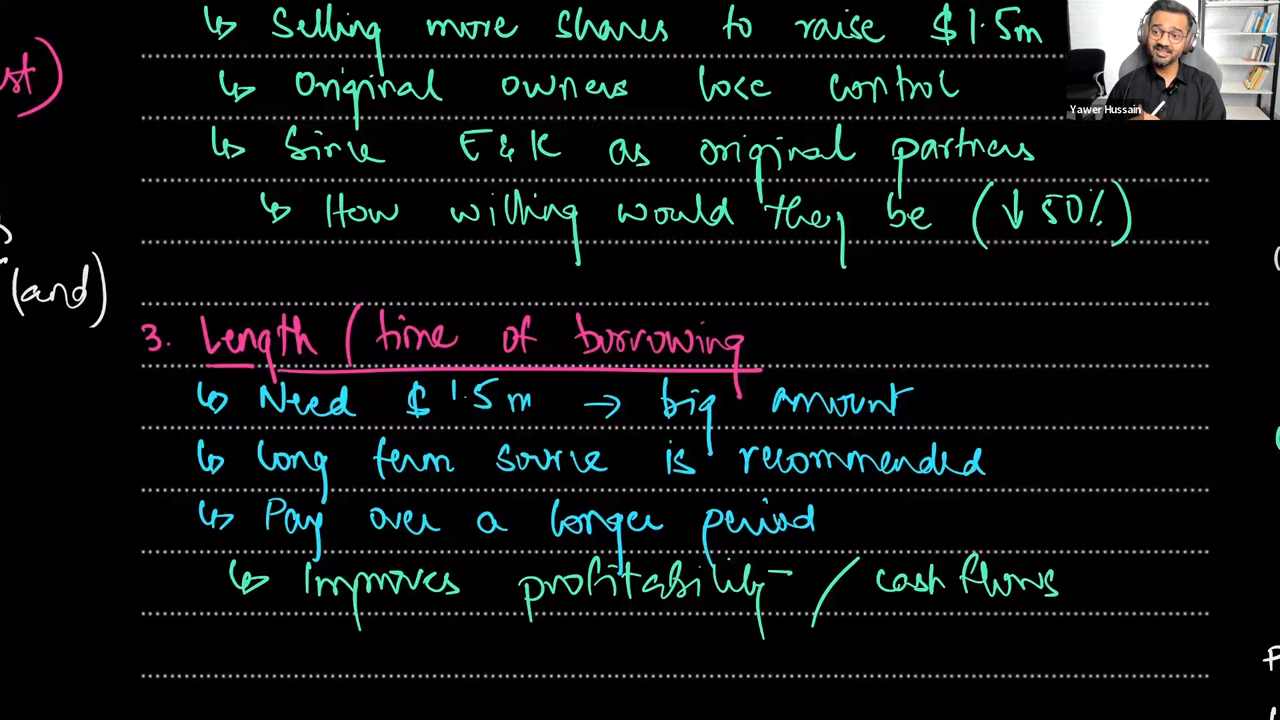 ↳ Selling more shares to raise $1.5m
st)
↳ Original owners lose control
Yawer Hussain
↳ Since E&K as original partners
↳ How willing would they be (↓50%)
(and)
3. Length / time of borrowing
↳ Need $1.5m → big amount
↳ Long term source is recommended
↳ Pay over a longer period
↳ Improves profitability / cash flows